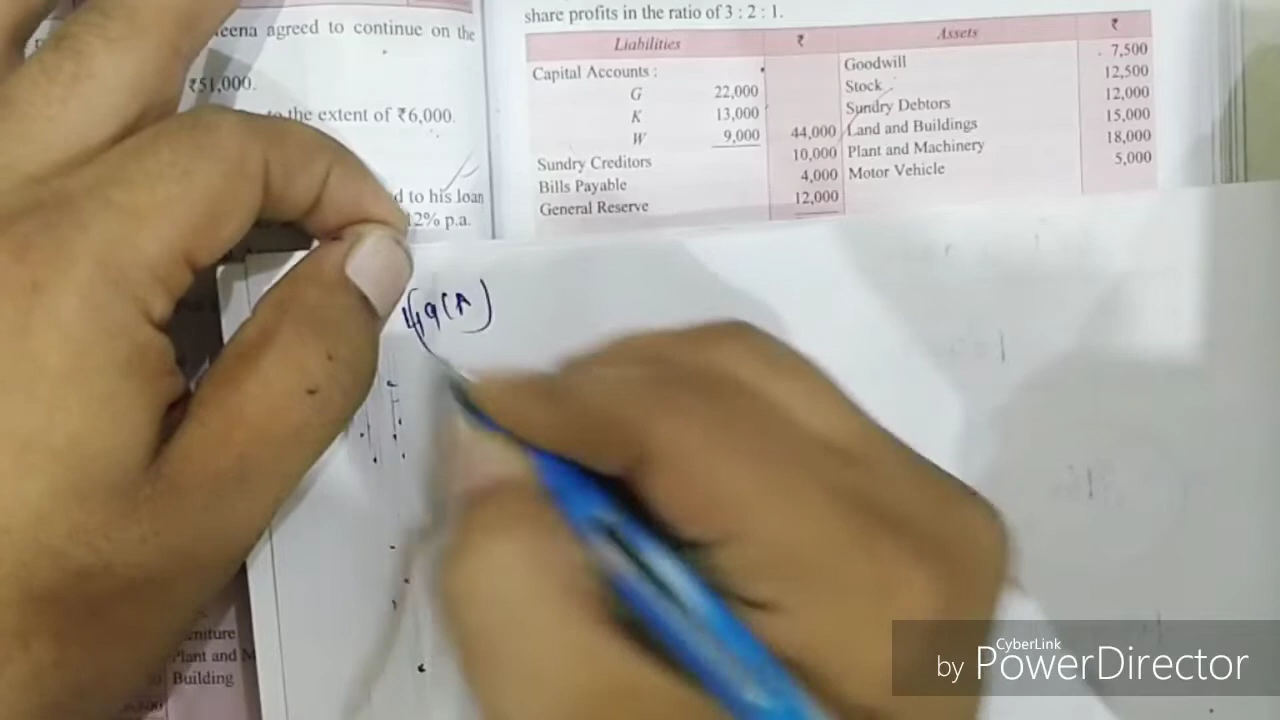 eena agreed to continue on the
₹51,000.
the extent of ₹6,000.
d to his loan
12% p.a.
share profits in the ratio of 3 : 2 : 1.
Liabilities ₹ Assets ₹
Capital Accounts : Goodwill 7,500
G 22,000 Stock 12,500
K 13,000 Sundry Debtors 12,000
W 9,000 44,000 Land and Buildings 15,000
Sundry Creditors 10,000 Plant and Machinery 18,000
Bills Payable 4,000 Motor Vehicle 5,000
General Reserve 12,000
niture
Plant and M
Building
CyberLink
by PowerDirector